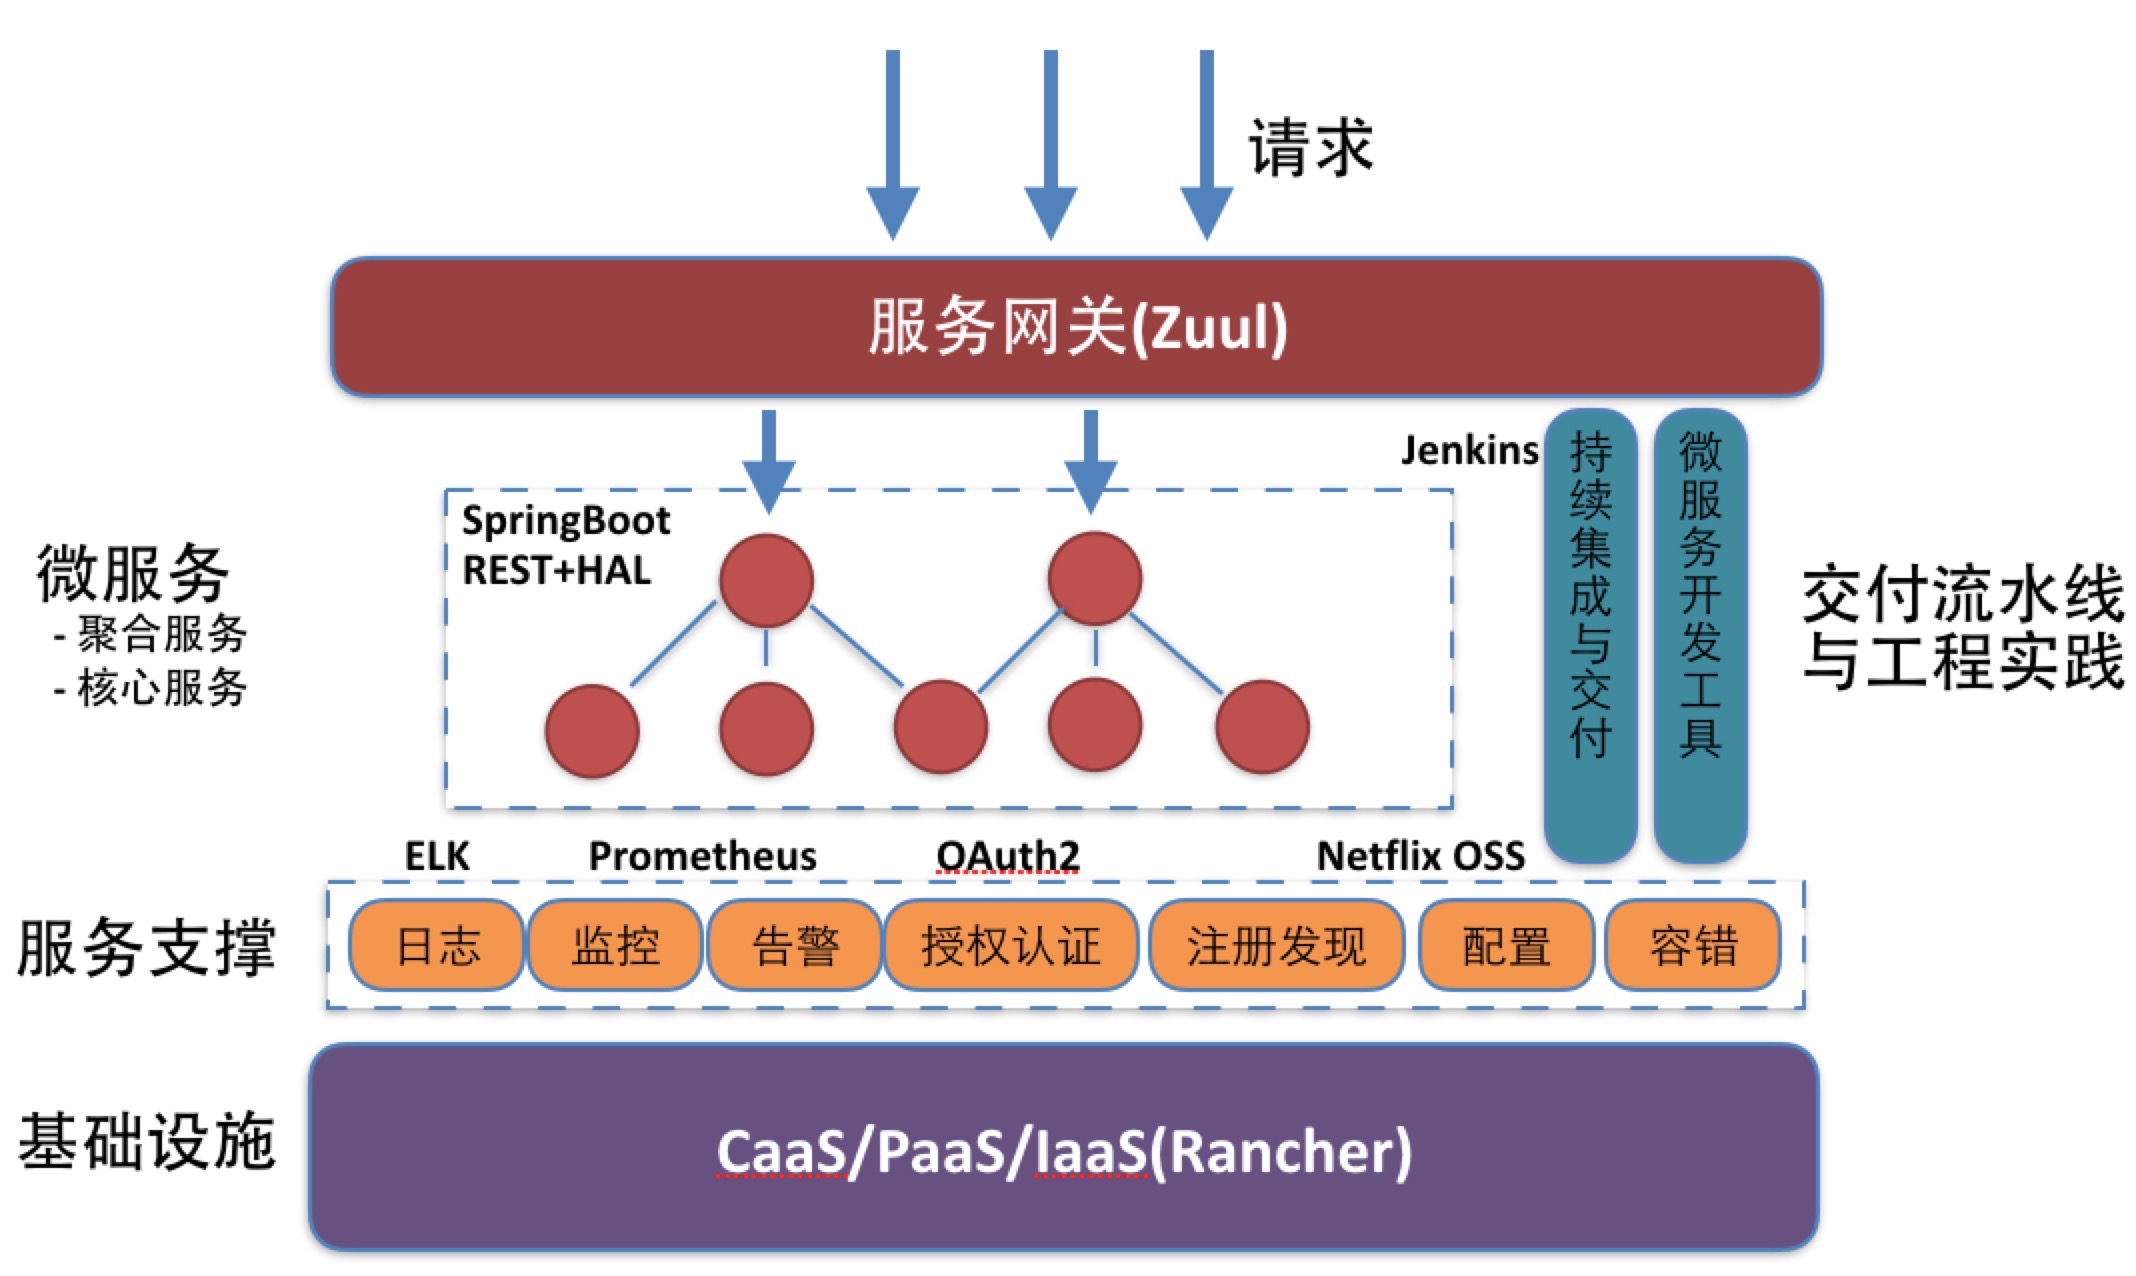 请求
服务网关(Zuul)
Jenkins
持续集成与交付
微服务开发工具
SpringBoot
REST+HAL
微服务
- 聚合服务
- 核心服务
交付流水线
与工程实践
ELK
Prometheus
OAuth2
Netflix OSS
服务支撑
日志
监控
告警
授权认证
注册发现
配置
容错
基础设施
CaaS/PaaS/IaaS(Rancher)